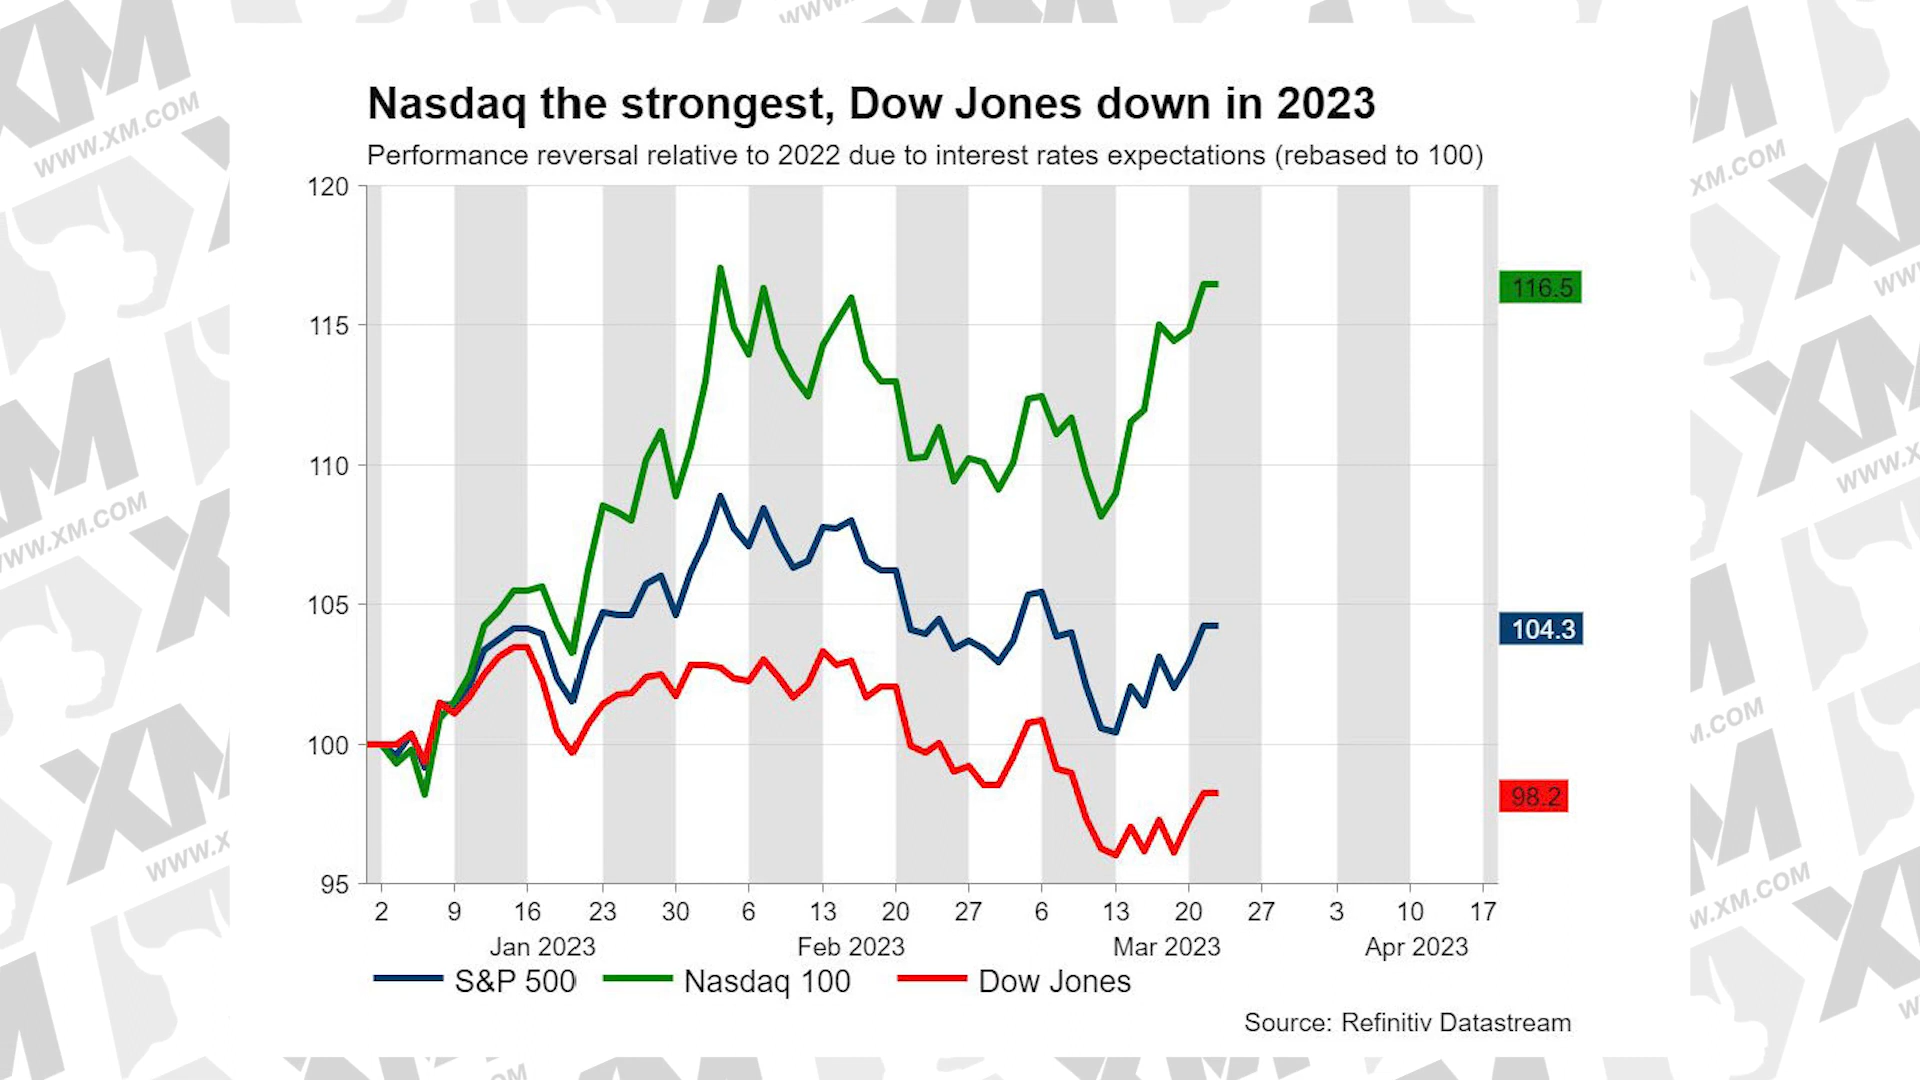 Nasdaq the strongest, Dow Jones down in 2023
Performance reversal relative to 2022 due to interest rates expectations (rebased to 100)
120
115
110
105
100
95
116.5
104.3
98.2
2 9 16 23 30 6 13 20 27 6 13 20 27 3 10 17
Jan 2023 Feb 2023 Mar 2023 Apr 2023
S&P 500 Nasdaq 100 Dow Jones
Source: Refinitiv Datastream
XM
WWW.XM.COM
WWW.XM.COM